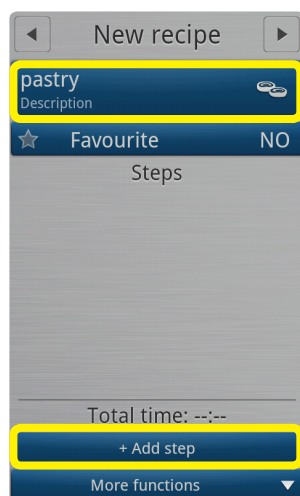 New recipe
pastry
Description
Favourite NO
Steps
Total time: --:--
+ Add step
More functions